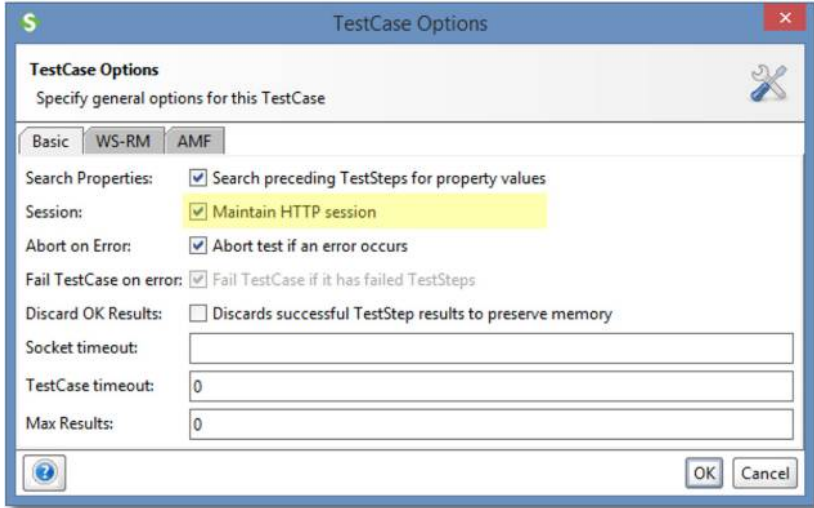 TestCase Options
TestCase Options
Specify general options for this TestCase
Basic WS-RM AMF
Search Properties: Search preceding TestSteps for property values
Session: Maintain HTTP session
Abort on Error: Abort test if an error occurs
Fail TestCase on error: Fail TestCase if it has failed TestSteps
Discard OK Results: Discards successful TestStep results to preserve memory
Socket timeout:
TestCase timeout: 0
Max Results: 0
OK Cancel